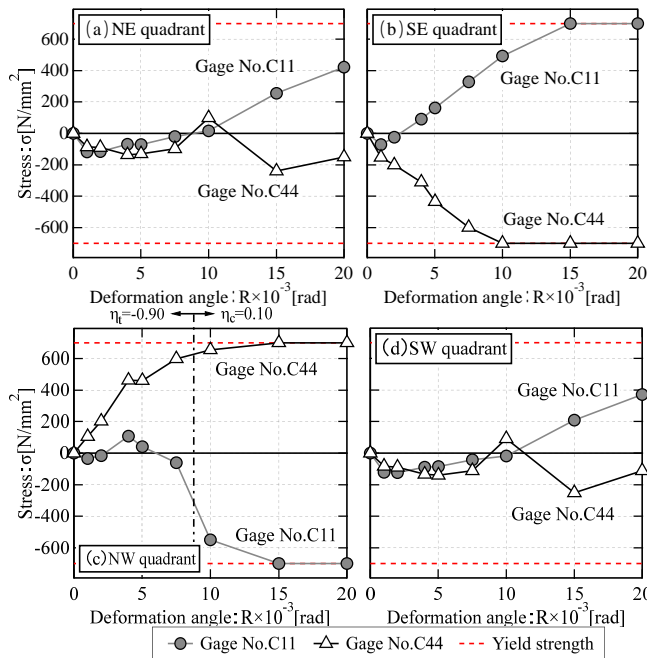 (a) NE quadrant
Gage No.C11
Gage No.C44
Stress:σ[N/mm²]
600
400
200
0
-200
-400
-600
0 5 10 15 20
Deformation angle:R×10⁻³[rad]
(b) SE quadrant
Gage No.C11
Gage No.C44
0 5 10 15 20
Deformation angle:R×10⁻³[rad]
ηt=-0.90 ηc=0.10
Gage No.C44
Gage No.C11
(c) NW quadrant
Stress:σ[N/mm²]
600
400
200
0
-200
-400
-600
0 5 10 15 20
Deformation angle:R×10⁻³[rad]
(d)SW quadrant
Gage No.C11
Gage No.C44
0 5 10 15 20
Deformation angle:R×10⁻³[rad]
Gage No.C11 Gage No.C44 Yield strength